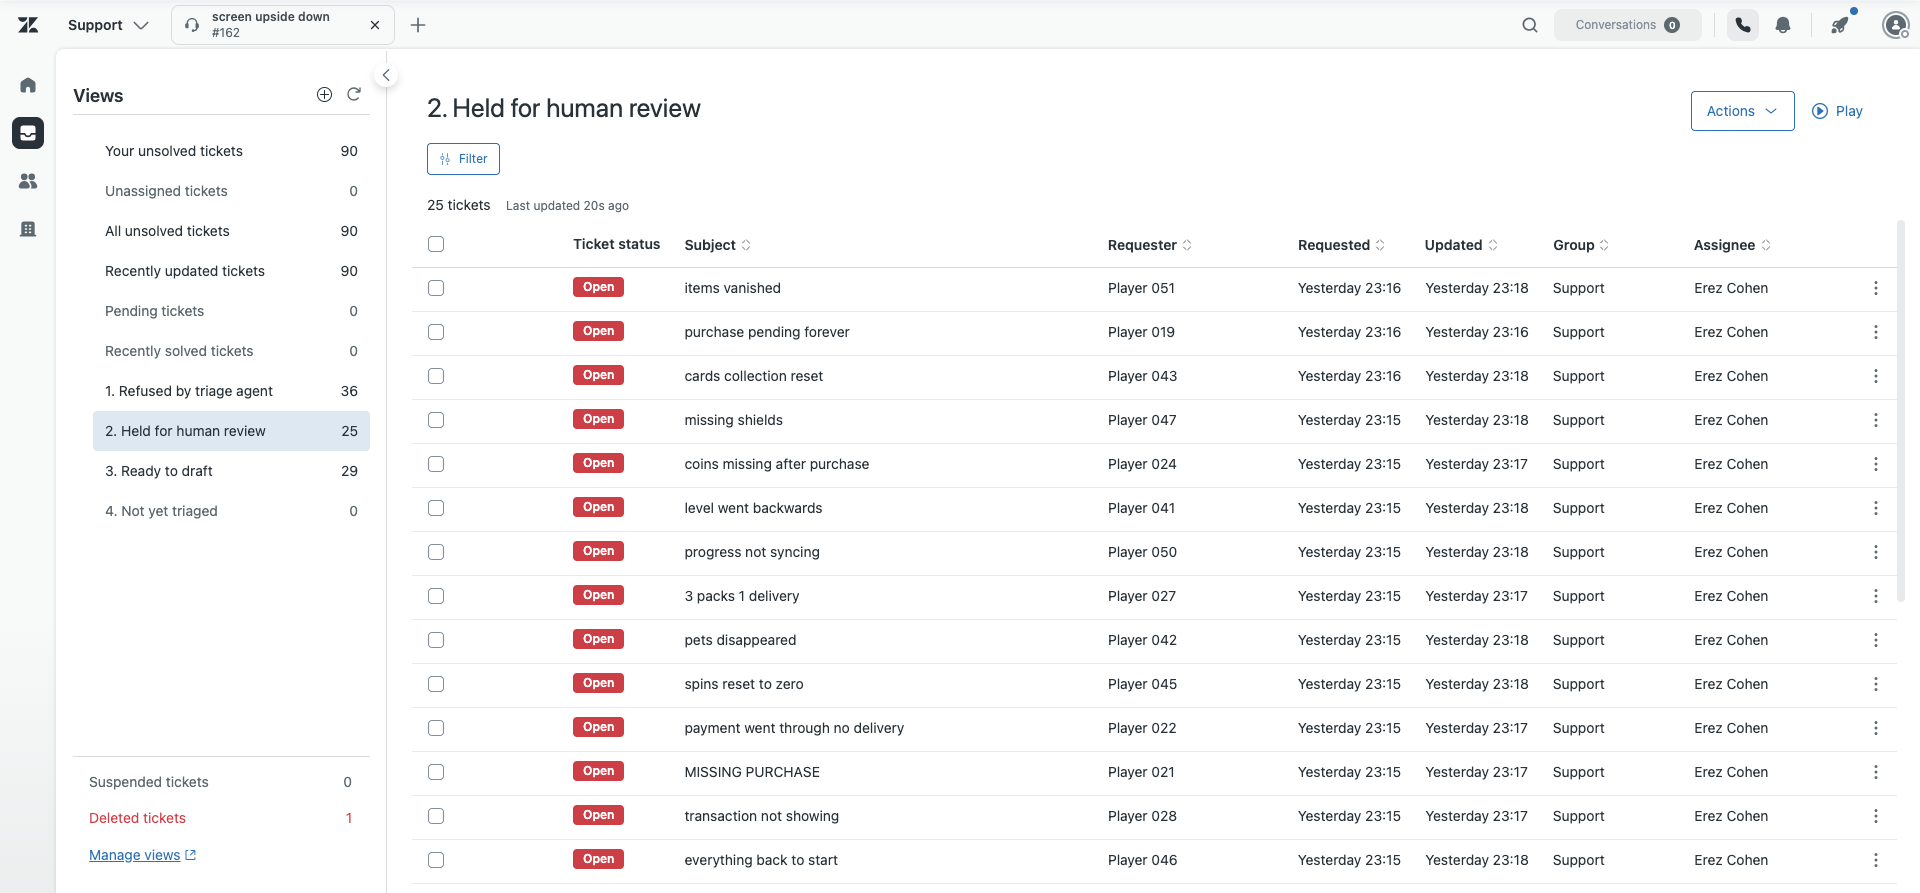 Support
screen upside down
#162
Conversations 0
Views
Your unsolved tickets 90
Unassigned tickets 0
All unsolved tickets 90
Recently updated tickets 90
Pending tickets 0
Recently solved tickets 0
1. Refused by triage agent 36
2. Held for human review 25
3. Ready to draft 29
4. Not yet triaged 0
Suspended tickets 0
Deleted tickets 1
Manage views
2. Held for human review
Actions
Play
Filter
25 tickets Last updated 20s ago
Ticket status Subject Requester Requested Updated Group Assignee
Open items vanished Player 051 Yesterday 23:16 Yesterday 23:18 Support Erez Cohen
Open purchase pending forever Player 019 Yesterday 23:16 Yesterday 23:16 Support Erez Cohen
Open cards collection reset Player 043 Yesterday 23:16 Yesterday 23:18 Support Erez Cohen
Open missing shields Player 047 Yesterday 23:15 Yesterday 23:18 Support Erez Cohen
Open coins missing after purchase Player 024 Yesterday 23:15 Yesterday 23:17 Support Erez Cohen
Open level went backwards Player 041 Yesterday 23:15 Yesterday 23:18 Support Erez Cohen
Open progress not syncing Player 050 Yesterday 23:15 Yesterday 23:18 Support Erez Cohen
Open 3 packs 1 delivery Player 027 Yesterday 23:15 Yesterday 23:17 Support Erez Cohen
Open pets disappeared Player 042 Yesterday 23:15 Yesterday 23:18 Support Erez Cohen
Open spins reset to zero Player 045 Yesterday 23:15 Yesterday 23:18 Support Erez Cohen
Open payment went through no delivery Player 022 Yesterday 23:15 Yesterday 23:17 Support Erez Cohen
Open MISSING PURCHASE Player 021 Yesterday 23:15 Yesterday 23:17 Support Erez Cohen
Open transaction not showing Player 028 Yesterday 23:15 Yesterday 23:17 Support Erez Cohen
Open everything back to start Player 046 Yesterday 23:15 Yesterday 23:18 Support Erez Cohen